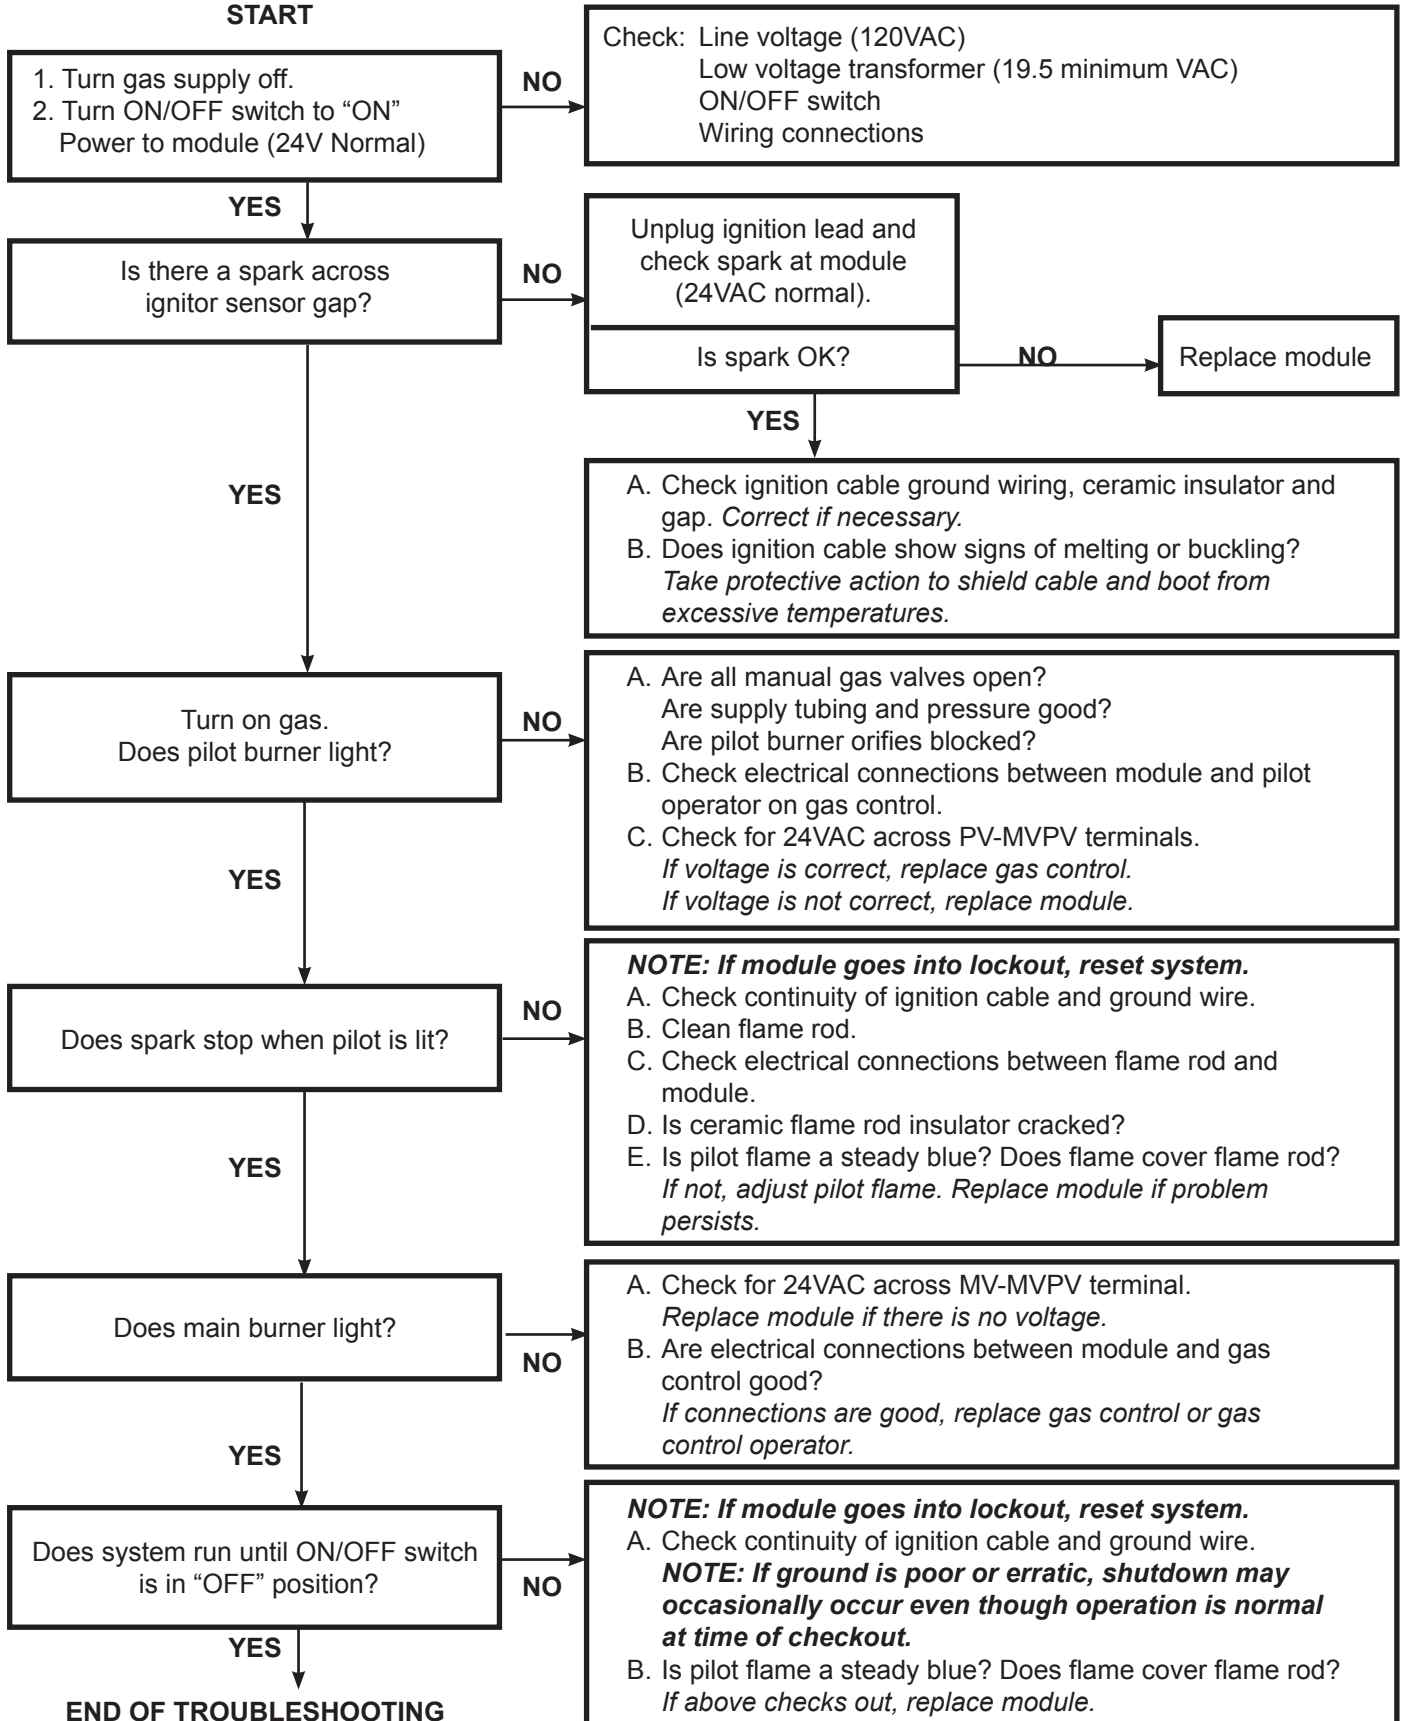 START
1. Turn gas supply off.
2. Turn ON/OFF switch to “ON”
Power to module (24V Normal)
NO
Check: Line voltage (120VAC)
Low voltage transformer (19.5 minimum VAC)
ON/OFF switch
Wiring connections
YES
Is there a spark across
ignitor sensor gap?
NO
Unplug ignition lead and
check spark at module
(24VAC normal).
Is spark OK?
NO
Replace module
YES
A. Check ignition cable ground wiring, ceramic insulator and
gap. Correct if necessary.
B. Does ignition cable show signs of melting or buckling?
Take protective action to shield cable and boot from
excessive temperatures.
YES
Turn on gas.
Does pilot burner light?
NO
A. Are all manual gas valves open?
Are supply tubing and pressure good?
Are pilot burner orifies blocked?
B. Check electrical connections between module and pilot
operator on gas control.
C. Check for 24VAC across PV-MVPV terminals.
If voltage is correct, replace gas control.
If voltage is not correct, replace module.
YES
Does spark stop when pilot is lit?
NO
NOTE: If module goes into lockout, reset system.
A. Check continuity of ignition cable and ground wire.
B. Clean flame rod.
C. Check electrical connections between flame rod and
module.
D. Is ceramic flame rod insulator cracked?
E. Is pilot flame a steady blue? Does flame cover flame rod?
If not, adjust pilot flame. Replace module if problem
persists.
YES
Does main burner light?
NO
A. Check for 24VAC across MV-MVPV terminal.
Replace module if there is no voltage.
B. Are electrical connections between module and gas
control good?
If connections are good, replace gas control or gas
control operator.
YES
Does system run until ON/OFF switch
is in “OFF” position?
NO
NOTE: If module goes into lockout, reset system.
A. Check continuity of ignition cable and ground wire.
NOTE: If ground is poor or erratic, shutdown may
occasionally occur even though operation is normal
at time of checkout.
B. Is pilot flame a steady blue? Does flame cover flame rod?
If above checks out, replace module.
YES
END OF TROUBLESHOOTING